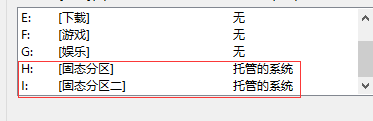 E: [下载] 无
F: [游戏] 无
G: [娱乐] 无
H: [固态分区] 托管的系统
I: [固态分区二] 托管的系统